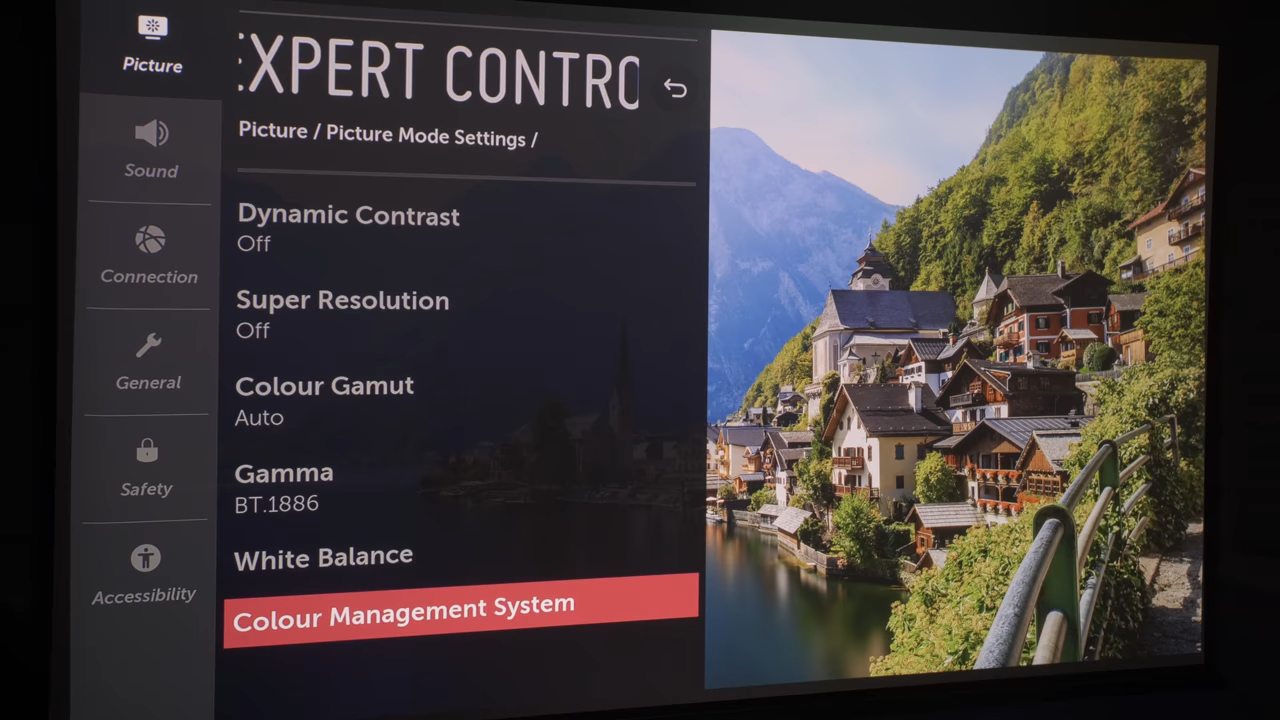 Picture
Sound
Connection
General
Safety
Accessibility
EXPERT CONTRO
Picture / Picture Mode Settings /
Dynamic Contrast
Off
Super Resolution
Off
Colour Gamut
Auto
Gamma
BT.1886
White Balance
Colour Management System